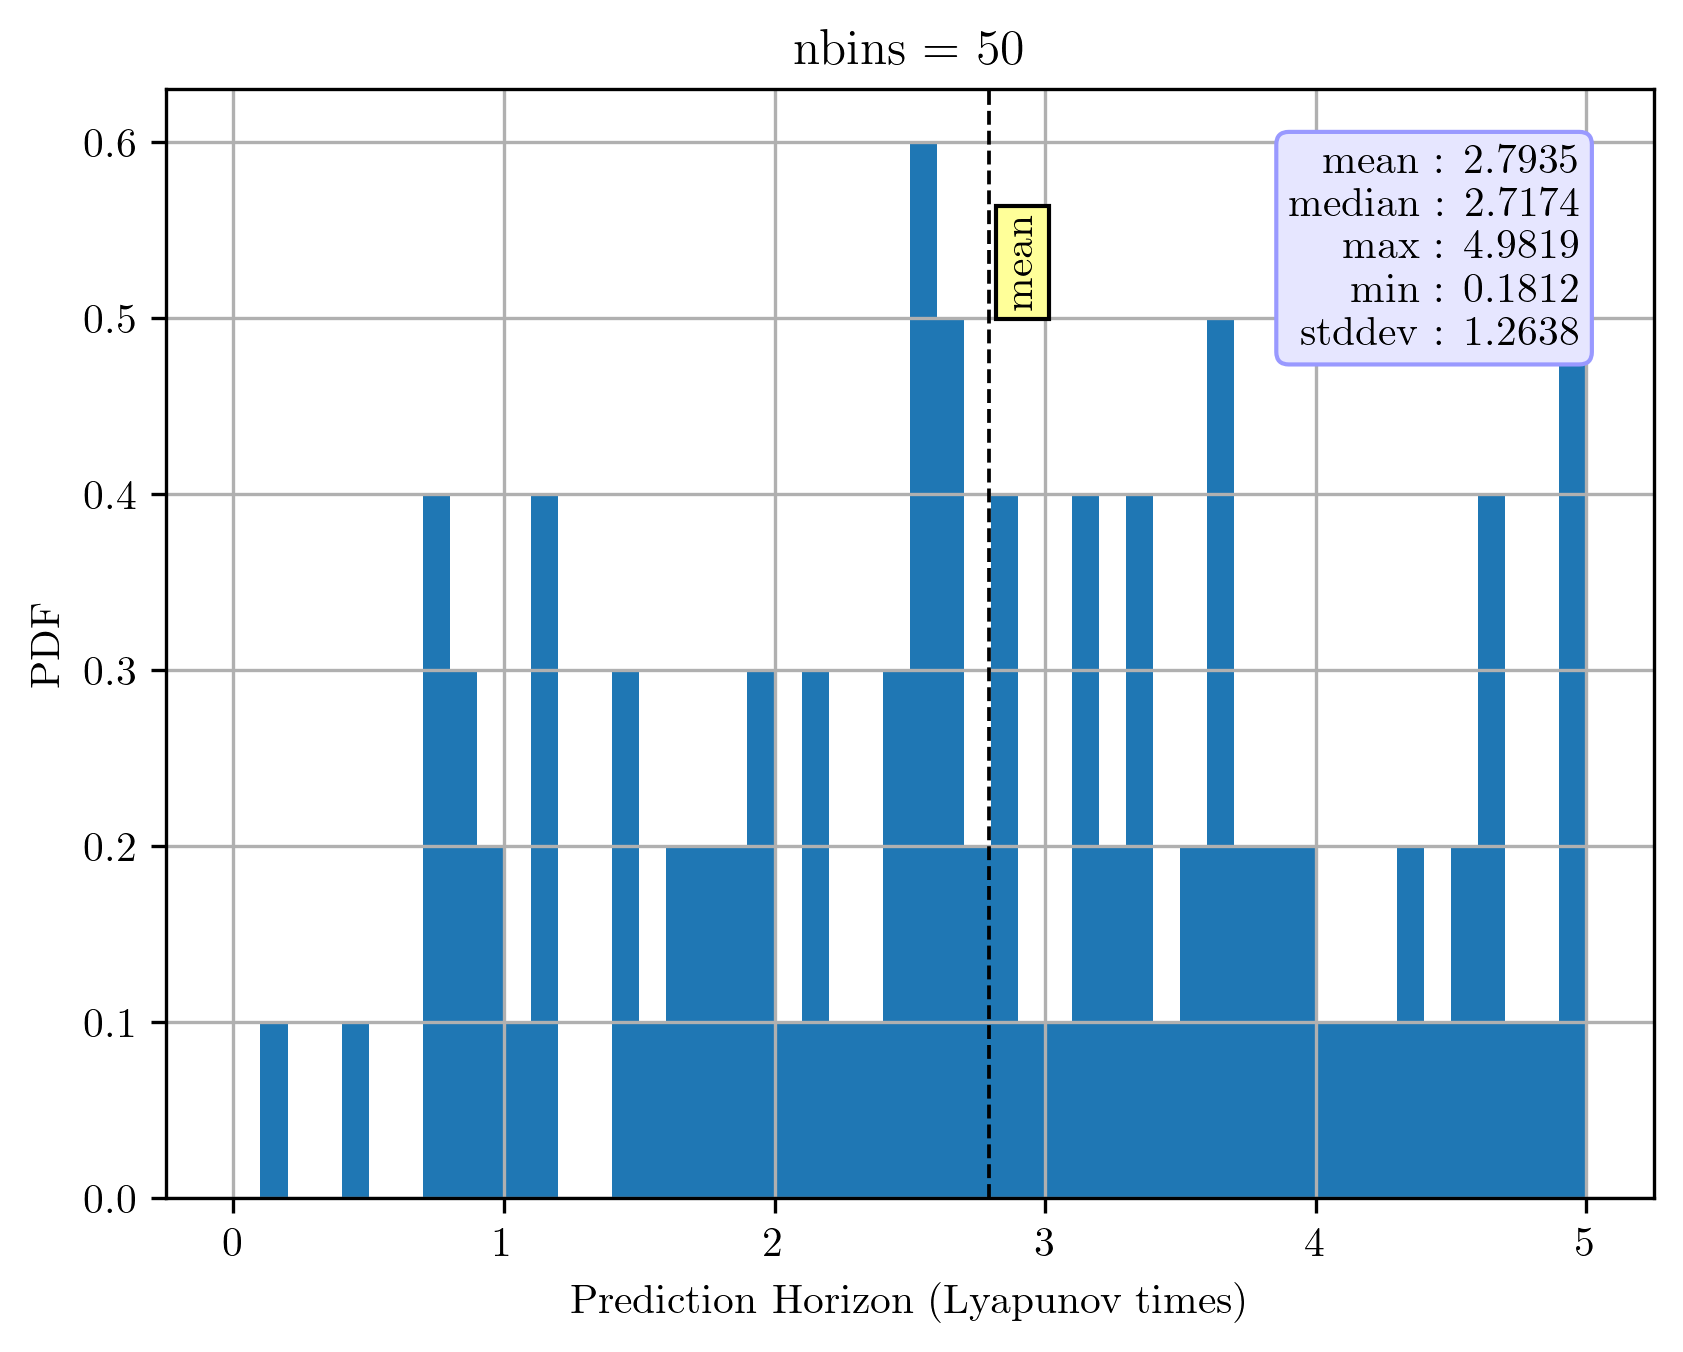 nbins = 50
0.6
0.5
0.4
0.3
0.2
0.1
0.0
PDF
mean
mean : 2.7935
median : 2.7174
max : 4.9819
min : 0.1812
stddev : 1.2638
0 1 2 3 4 5
Prediction Horizon (Lyapunov times)